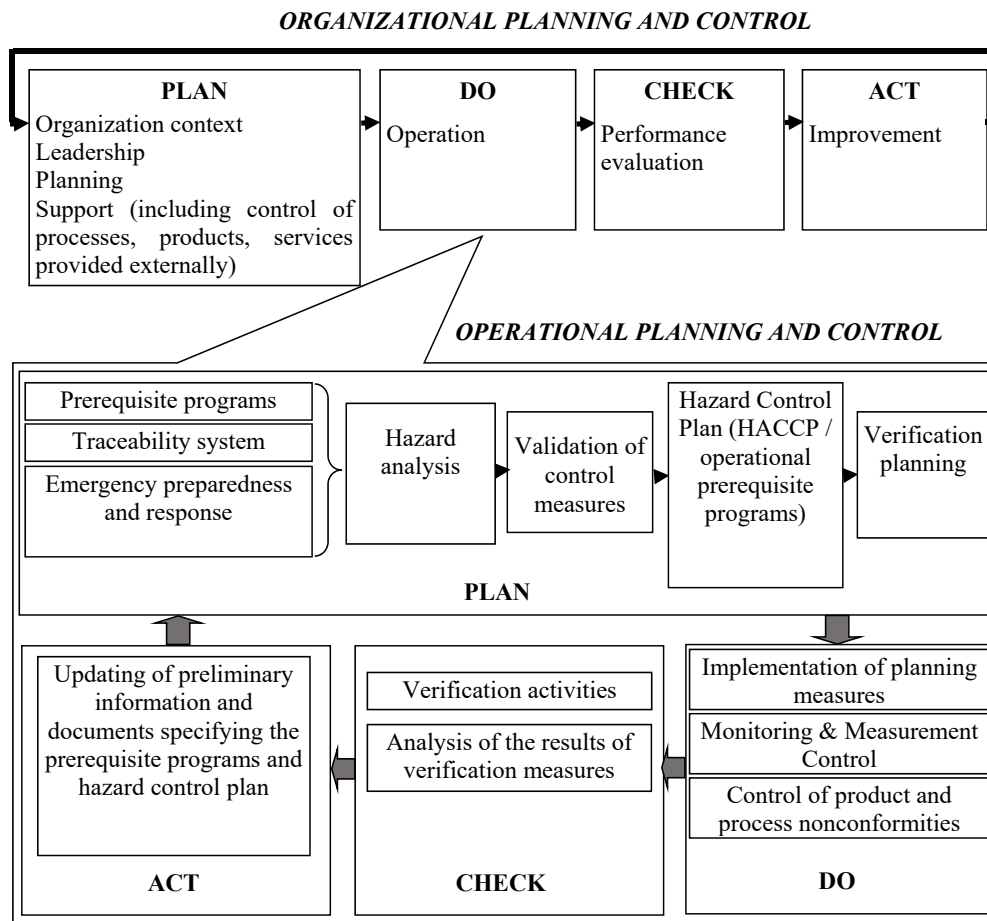 ORGANIZATIONAL PLANNING AND CONTROL
PLAN
Organization context
Leadership
Planning
Support (including control of
processes, products, services
provided externally)
DO
Operation
CHECK
Performance
evaluation
ACT
Improvement
OPERATIONAL PLANNING AND CONTROL
Prerequisite programs
Traceability system
Emergency preparedness
and response
Hazard
analysis
Validation of
control
measures
Hazard Control
Plan (HACCP /
operational
prerequisite
programs)
Verification
planning
PLAN
Updating of preliminary
information and
documents specifying the
prerequisite programs and
hazard control plan
ACT
Verification activities
Analysis of the results of
verification measures
CHECK
Implementation of planning
measures
Monitoring & Measurement
Control
Control of product and
process nonconformities
DO